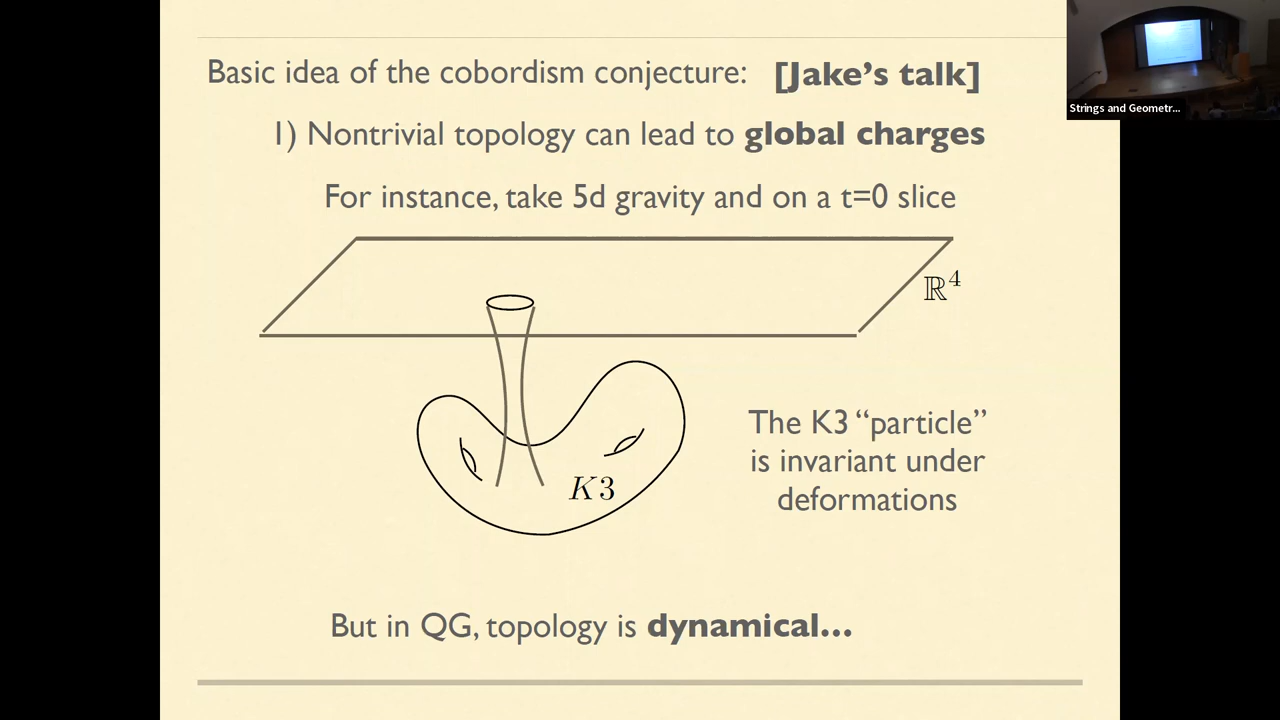 Basic idea of the cobordism conjecture: [Jake's talk]
Strings and Geometr...
1) Nontrivial topology can lead to global charges
For instance, take 5d gravity and on a t=0 slice
ℝ⁴
The K3 “particle”
is invariant under
deformations
K3
But in QG, topology is dynamical...